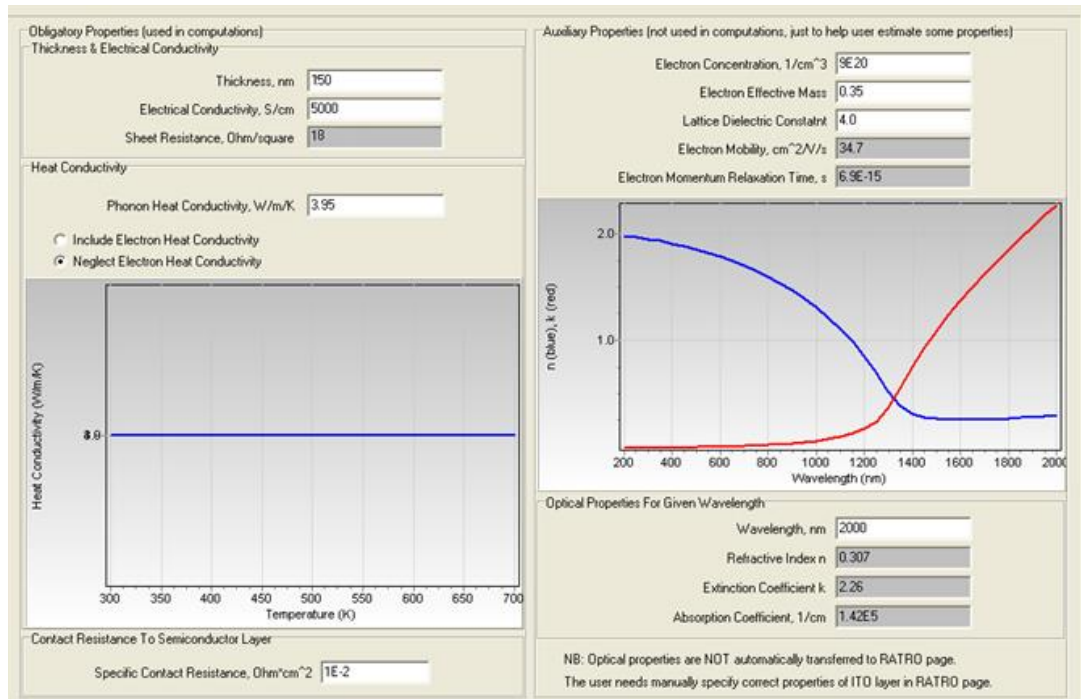 Obligatory Properties (used in computations)
Thickness & Electrical Conductivity
Thickness, nm 150
Electrical Conductivity, S/cm 5000
Sheet Resistance, Ohm/square 18
Heat Conductivity
Phonon Heat Conductivity, W/m/K 3.95
Include Electron Heat Conductivity
Neglect Electron Heat Conductivity
Heat Conductivity (W/m/K)
300 350 400 450 500 550 600 650 700
Temperature (K)
Contact Resistance To Semiconductor Layer
Specific Contact Resistance, Ohm*cm^2 1E-2
Auxiliary Properties (not used in computations, just to help user estimate some properties)
Electron Concentration, 1/cm^3 9E20
Electron Effective Mass 0.35
Lattice Dielectric Constatnt 4.0
Electron Mobility, cm^2/V/s 34.7
Electron Momentum Relaxation Time, s 6.9E-15
n (blue), k (red)
2.0
1.0
200 400 600 800 1000 1200 1400 1600 1800 2000
Wavelength (nm)
Optical Properties For Given Wavelength
Wavelength, nm 2000
Refractive Index n 0.307
Extinction Coefficient k 2.26
Absorption Coefficient, 1/cm 1.42E5
NB: Optical properties are NOT automatically transferred to RATRO page.
The user needs manually specify correct properties of ITO layer in RATRO page.